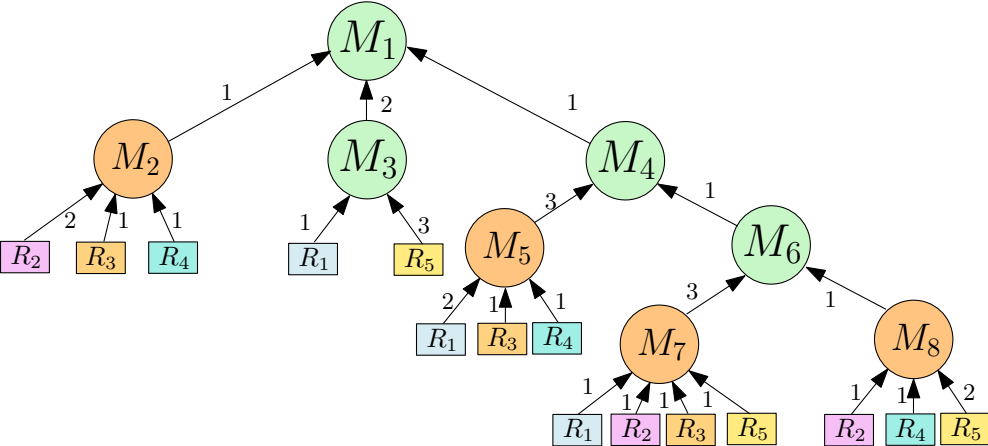 M1
1 2 1
M2 M3 M4
2 1 1 1 3 3 1
R2 R3 R4 R1 R5 M5 M6
2 1 1 3 1
R1 R3 R4 M7 M8
1 1 1 1 1 1 2
R1 R2 R3 R5 R2 R4 R5